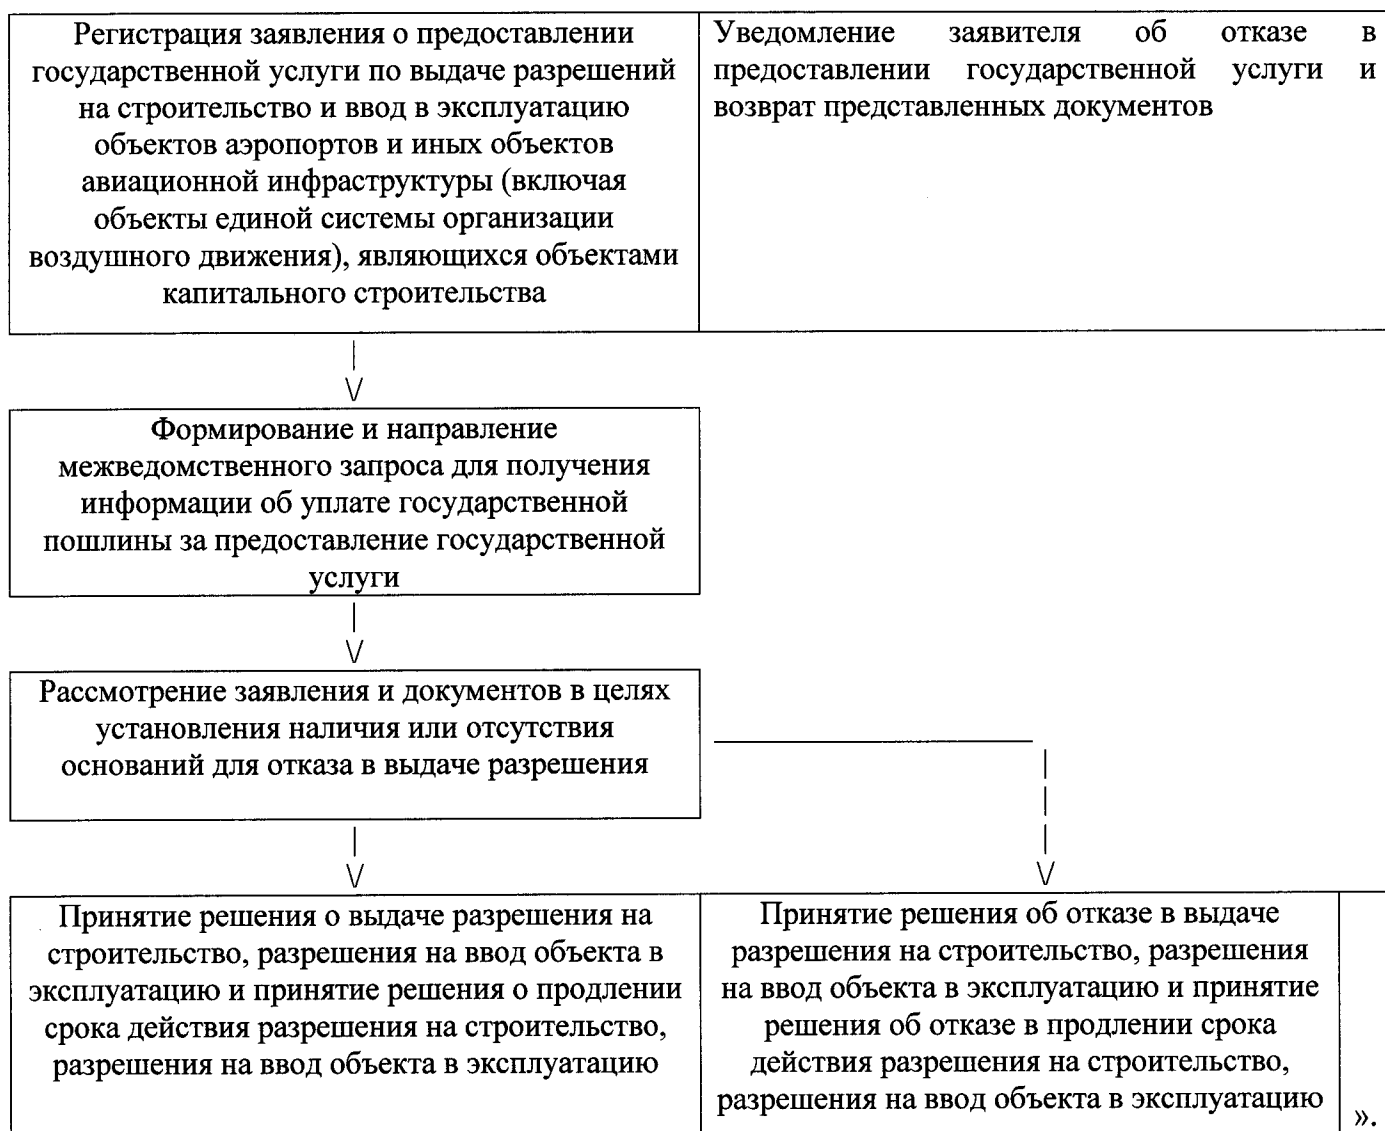 Регистрация заявления о предоставлении
государственной услуги по выдаче разрешений
на строительство и ввод в эксплуатацию
объектов аэропортов и иных объектов
авиационной инфраструктуры (включая
объекты единой системы организации
воздушного движения), являющихся объектами
капитального строительства
Уведомление заявителя об отказе в
предоставлении государственной услуги и
возврат представленных документов
Формирование и направление
межведомственного запроса для получения
информации об уплате государственной
пошлины за предоставление государственной
услуги
Рассмотрение заявления и документов в целях
установления наличия или отсутствия
оснований для отказа в выдаче разрешения
Принятие решения о выдаче разрешения на
строительство, разрешения на ввод объекта в
эксплуатацию и принятие решения о продлении
срока действия разрешения на строительство,
разрешения на ввод объекта в эксплуатацию
Принятие решения об отказе в выдаче
разрешения на строительство, разрешения
на ввод объекта в эксплуатацию и принятие
решения об отказе в продлении срока
действия разрешения на строительство,
разрешения на ввод объекта в эксплуатацию
».